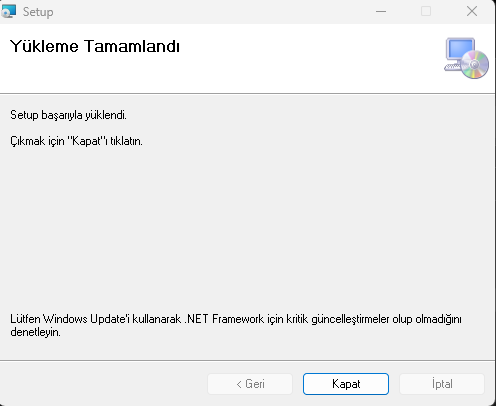 Setup
Yükleme Tamamlandı
Setup başarıyla yüklendi.
Çıkmak için "Kapat"ı tıklatın.
Lütfen Windows Update'i kullanarak .NET Framework için kritik güncelleştirmeler olup olmadığını
denetleyin.
< Geri
Kapat
İptal